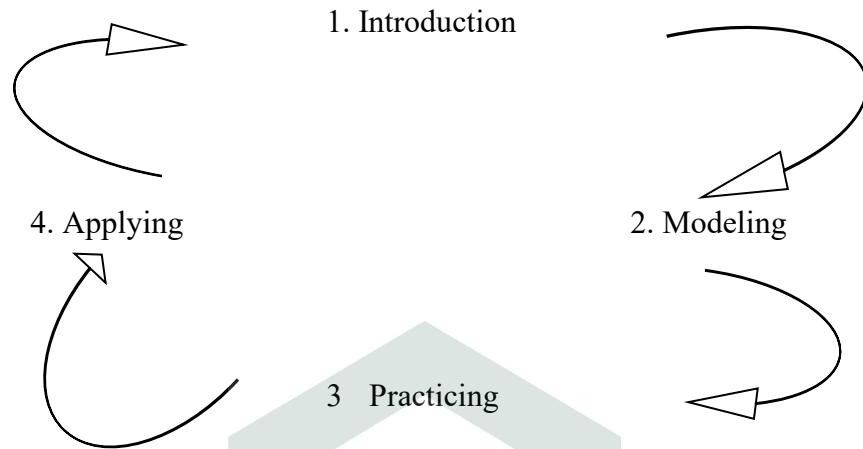 1. Introduction
4. Applying
2. Modeling
3 Practicing